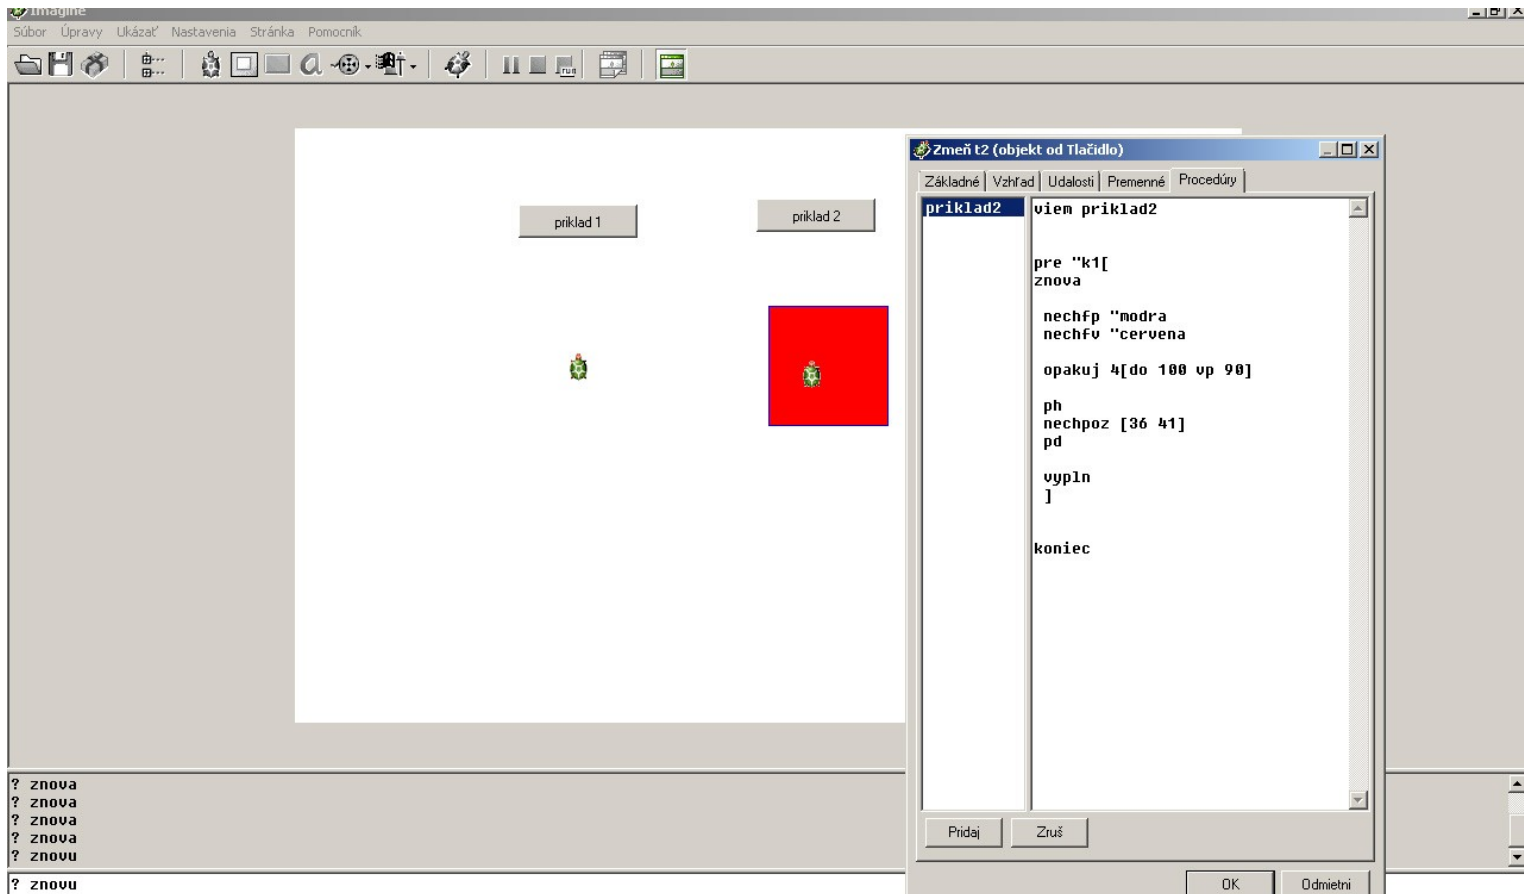 Imagine
Súbor Úpravy Ukázať Nastavenia Stránka Pomocník
run
priklad 1
priklad 2
Zmeň t2 (objekt od Tlačidlo)
Základné Vzhľad Udalosti Premenné Procedúry
priklad2
viem priklad2
pre "k1[
znova
nechfp "modra
nechfv "cervena
opakuj 4[do 100 vp 90]
ph
nechpoz [36 41]
pd
vypln
]
koniec
Pridaj Zruš
OK Odmietni
? znova
? znova
? znova
? znova
? znovu
? znovu